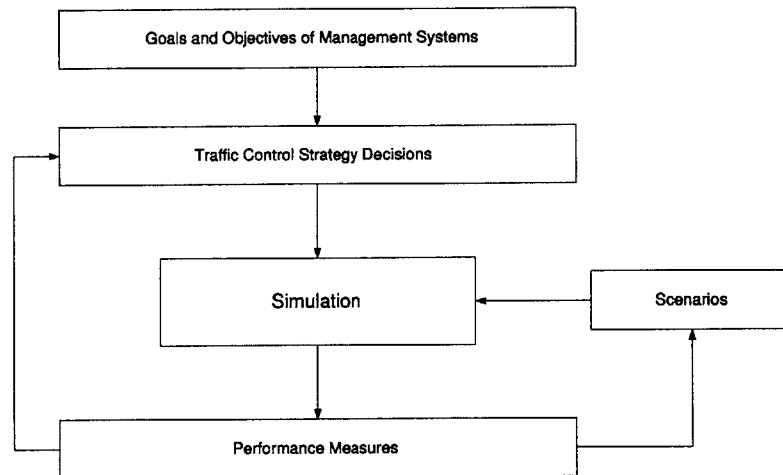 Goals and Objectives of Management Systems
Traffic Control Strategy Decisions
Simulation
Scenarios
Performance Measures